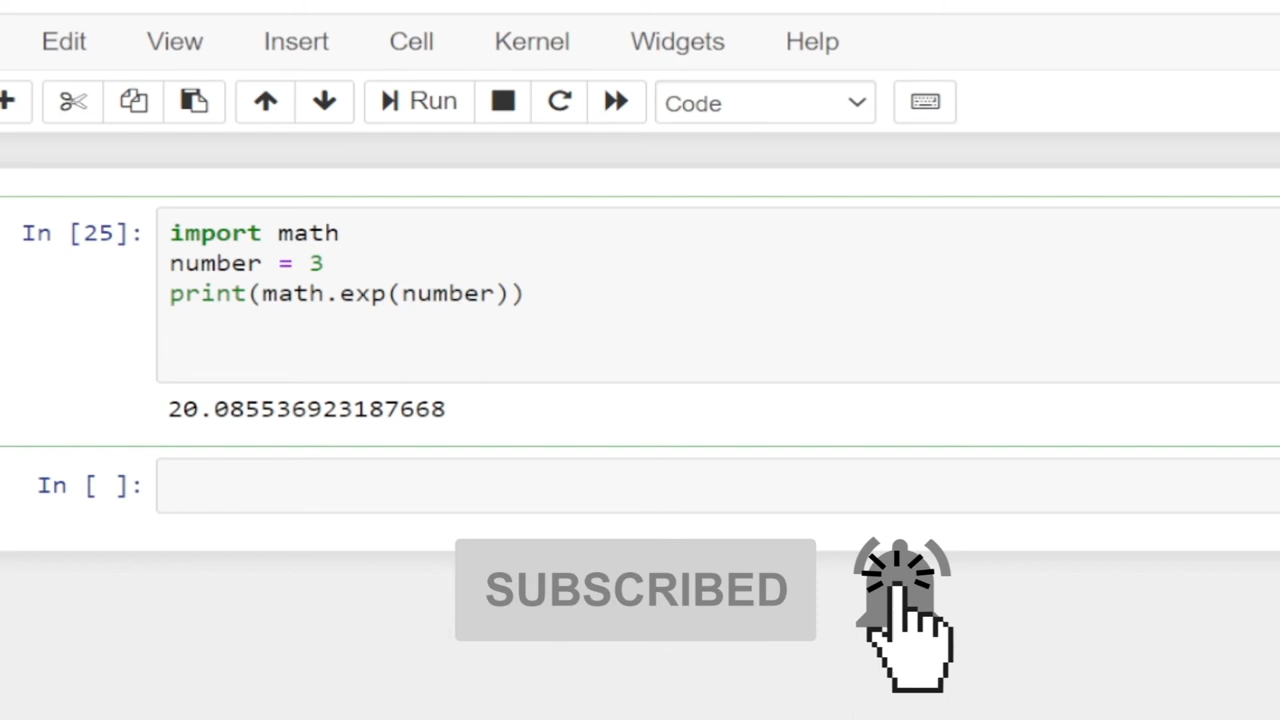 Edit View Insert Cell Kernel Widgets Help
Run Code
In [25]: import math
number = 3
print(math.exp(number))
20.085536923187668
In [ ]:
SUBSCRIBED